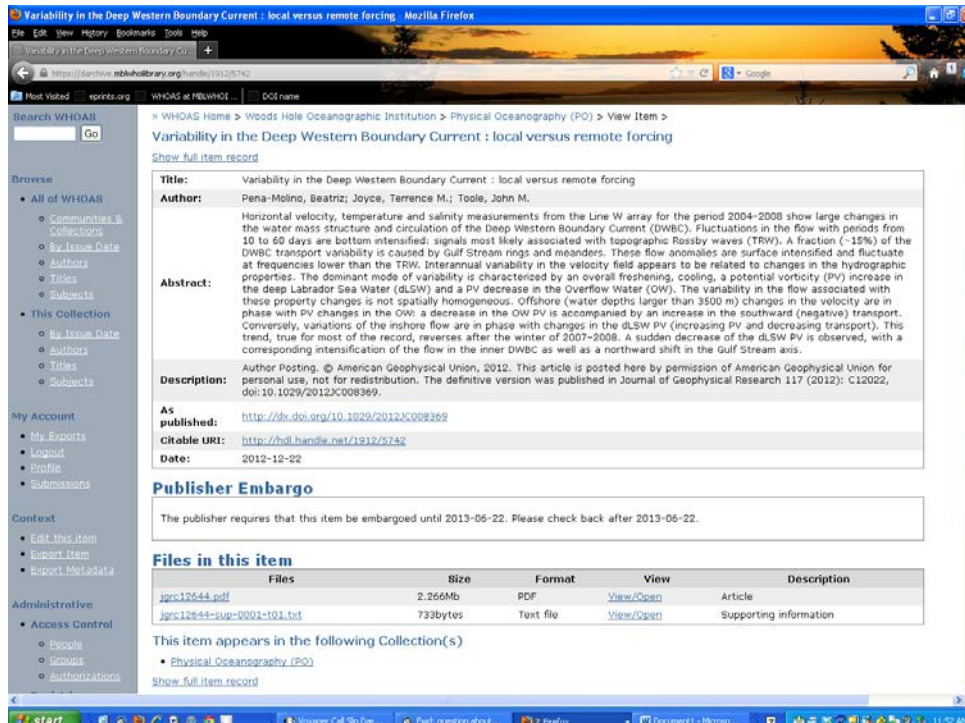 Variability in the Deep Western Boundary Current : local versus remote forcing - Mozilla Firefox
File Edit View History Bookmarks Tools Help
Variability in the Deep Western Boundary Cu...
https://darchive.mblwhoilibrary.org/handle/1912/5742
Google
Most Visited eprints.org WHOAS at MBLWHOI ... DOI name
Search WHOAS
Go
Browse
All of WHOAS
Communities & Collections
By Issue Date
Authors
Titles
Subjects
This Collection
By Issue Date
Authors
Titles
Subjects
My Account
My Exports
Logout
Profile
Submissions
Context
Edit this item
Export Item
Export Metadata
Administrative
Access Control
People
Groups
Authorizations
» WHOAS Home > Woods Hole Oceanographic Institution > Physical Oceanography (PO) > View Item >
Variability in the Deep Western Boundary Current : local versus remote forcing
Show full item record
Title: Variability in the Deep Western Boundary Current : local versus remote forcing
Author: Pena-Molino, Beatriz; Joyce, Terrence M.; Toole, John M.
Abstract:
Horizontal velocity, temperature and salinity measurements from the Line W array for the period 2004–2008 show large changes in
the water mass structure and circulation of the Deep Western Boundary Current (DWBC). Fluctuations in the flow with periods from
10 to 60 days are bottom intensified: signals most likely associated with topographic Rossby waves (TRW). A fraction (~15%) of the
DWBC transport variability is caused by Gulf Stream rings and meanders. These flow anomalies are surface intensified and fluctuate
at frequencies lower than the TRW. Interannual variability in the velocity field appears to be related to changes in the hydrographic
properties. The dominant mode of variability is characterized by an overall freshening, cooling, a potential vorticity (PV) increase in
the deep Labrador Sea Water (dLSW) and a PV decrease in the Overflow Water (OW). The variability in the flow associated with
these property changes is not spatially homogeneous. Offshore (water depths larger than 3500 m) changes in the velocity are in
phase with PV changes in the OW: a decrease in the OW PV is accompanied by an increase in the southward (negative) transport.
Conversely, variations of the inshore flow are in phase with changes in the dLSW PV (increasing PV and decreasing transport). This
trend, true for most of the record, reverses after the winter of 2007–2008. A sudden decrease of the dLSW PV is observed, with a
corresponding intensification of the flow in the inner DWBC as well as a northward shift in the Gulf Stream axis.
Description:
Author Posting. © American Geophysical Union, 2012. This article is posted here by permission of American Geophysical Union for
personal use, not for redistribution. The definitive version was published in Journal of Geophysical Research 117 (2012): C12022,
doi:10.1029/2012JC008369.
As published: http://dx.doi.org/10.1029/2012JC008369
Citable URI: http://hdl.handle.net/1912/5742
Date: 2012-12-22
Publisher Embargo
The publisher requires that this item be embargoed until 2013-06-22. Please check back after 2013-06-22.
Files in this item
Files Size Format View Description
jgrc12644.pdf 2.266Mb PDF View/Open Article
jgrc12644-sup-0001-t01.txt 733bytes Text file View/Open Supporting information
This item appears in the following Collection(s)
Physical Oceanography (PO)
Show full item record
start Voyager Call Slip Dae... Fwd: question about ... Firefox Document1 - Microso...